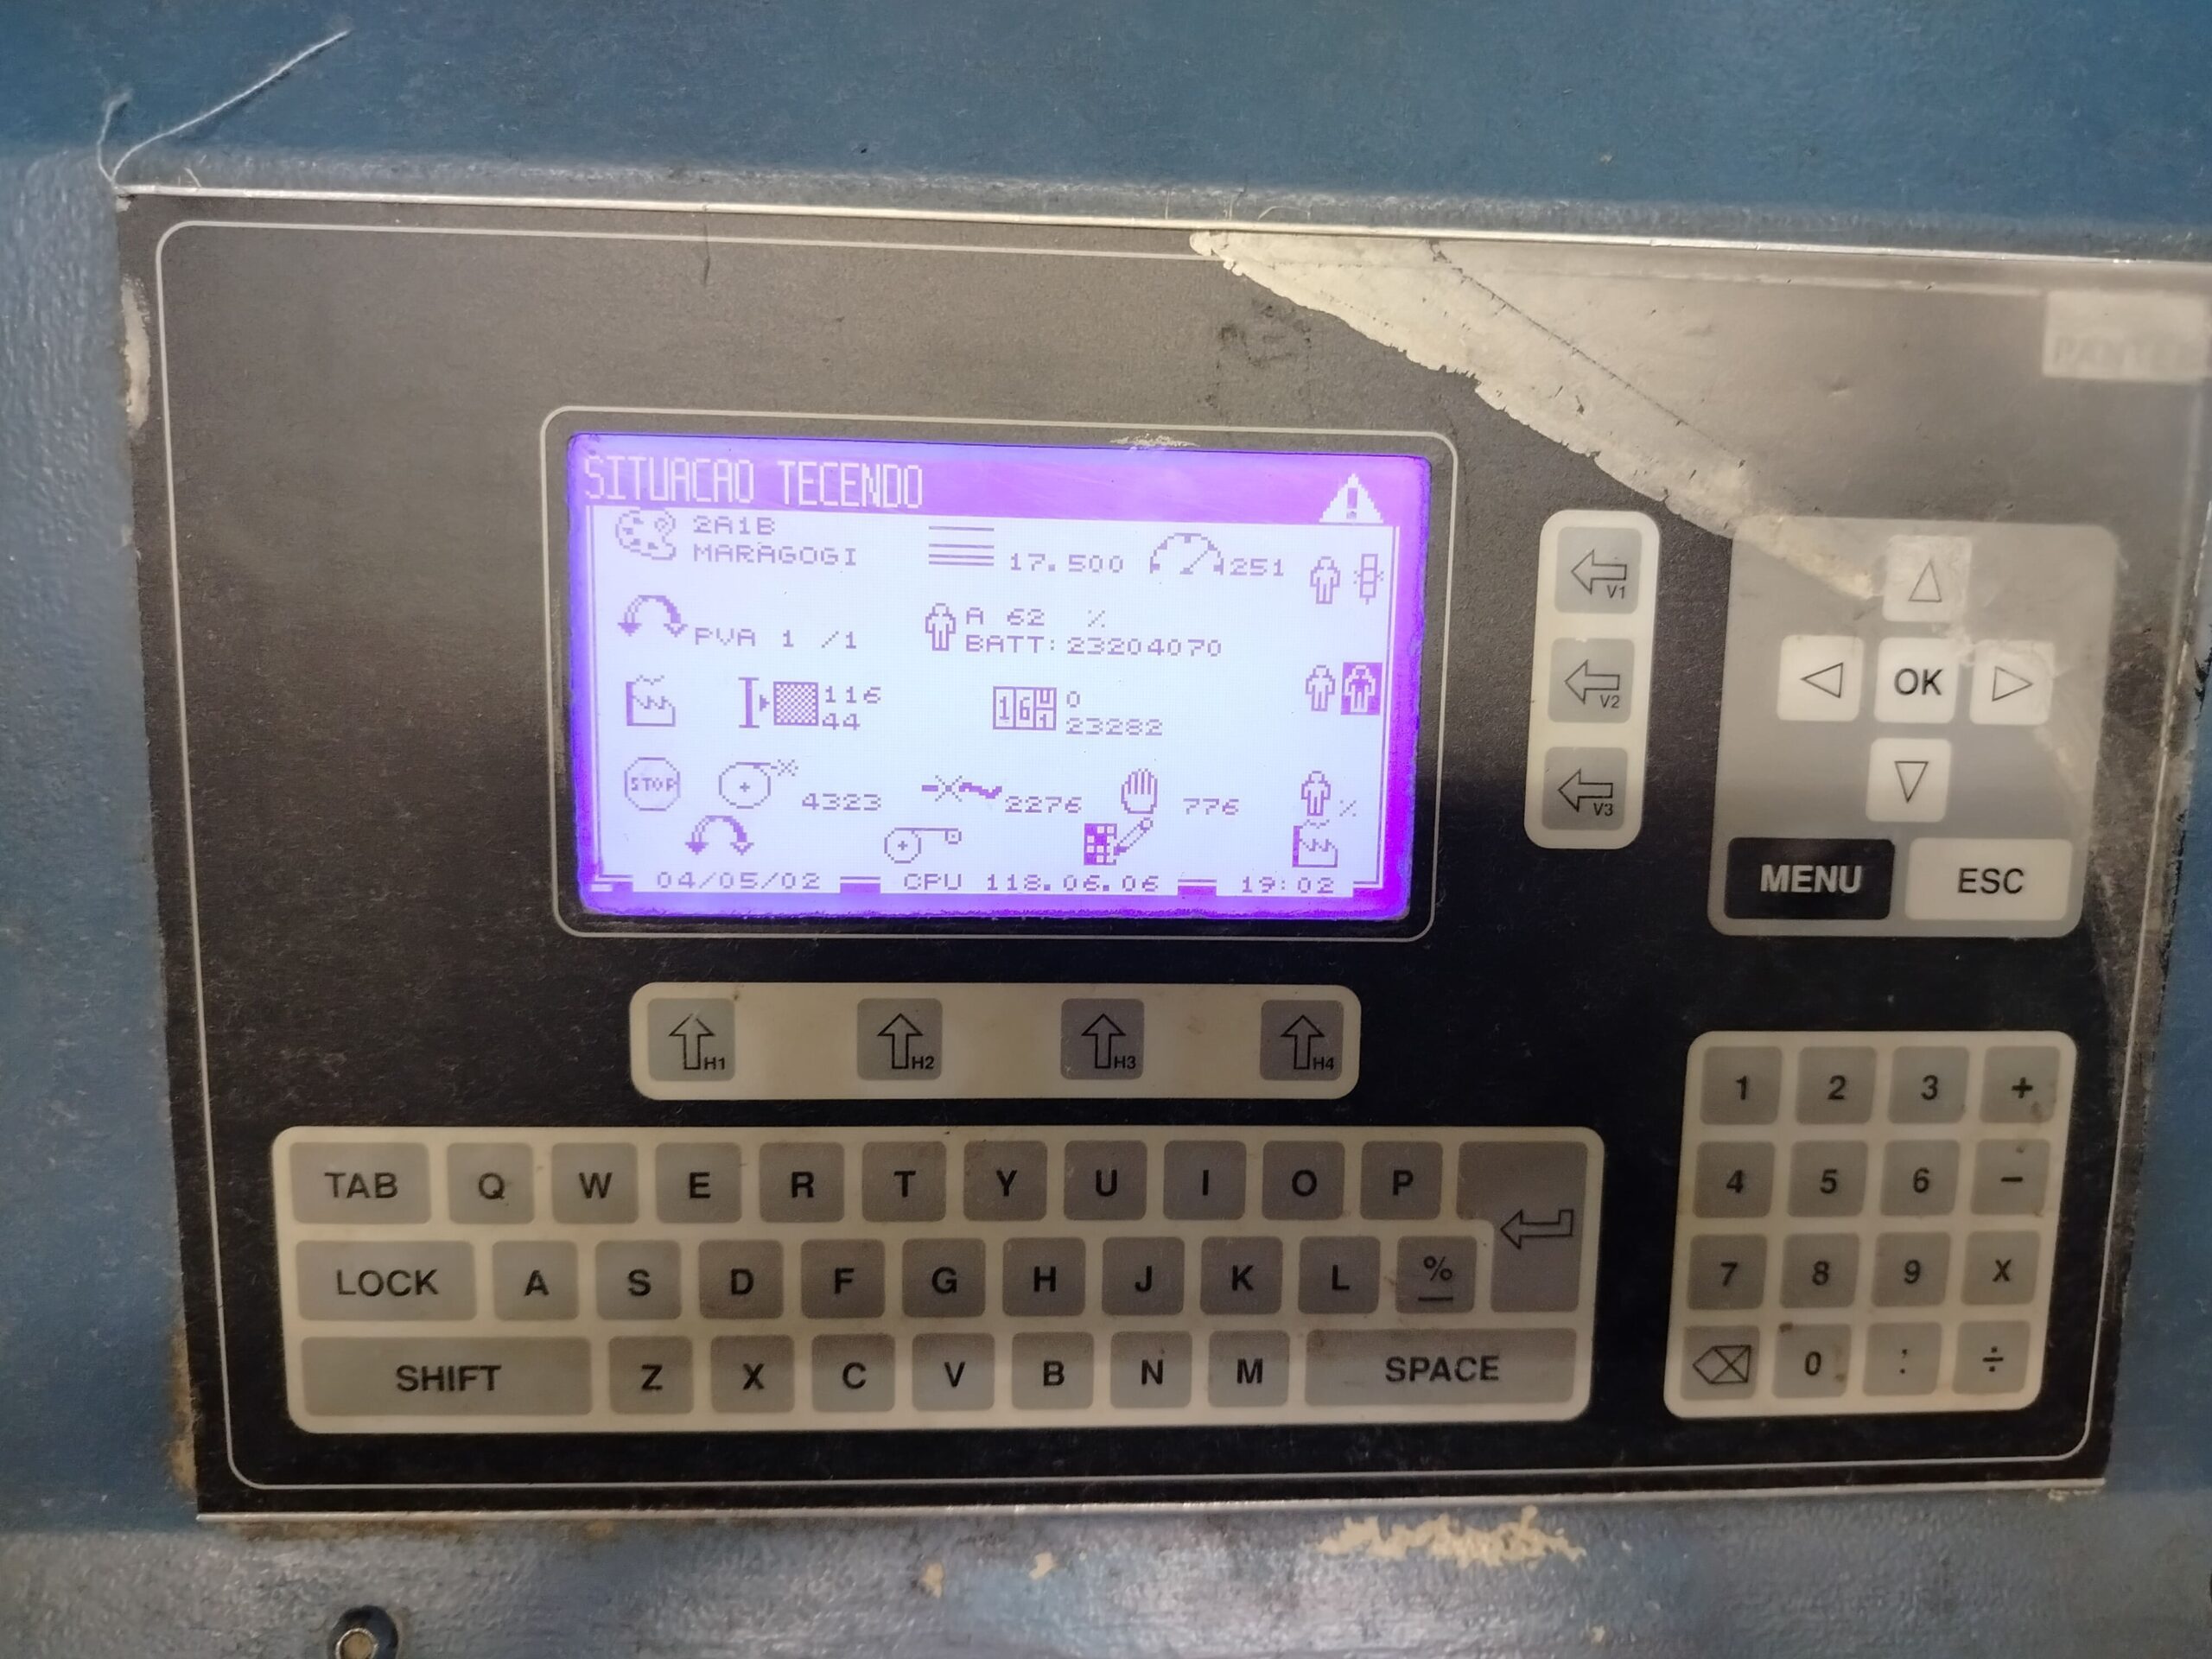 SITUACAO TECENDO
2A1B
MARAGOGI
17.500
251
PVA 1 /1
A 62 %
BATT: 23204070
116
44
0
23282
STOP
4323
2276
776
%
04/05/02 CPU 118.06.06 19:02
V1
V2
V3
OK
MENU ESC
H1 H2 H3 H4
1 2 3 +
TAB Q W E R T Y U I O P
4 5 6 −
LOCK A S D F G H J K L %
7 8 9 X
SHIFT Z X C V B N M SPACE
0 : ÷